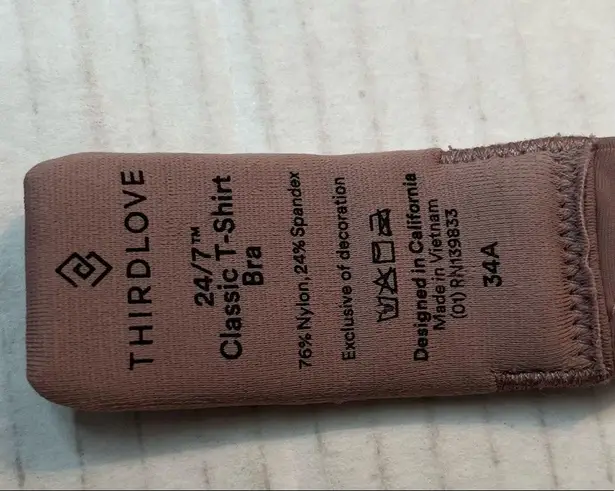 THIRDLOVE
24/7™
Classic T-Shirt
Bra
76% Nylon, 24% Spandex
Exclusive of decoration
Designed in California
Made in Vietnam
(01) RN139833
34A